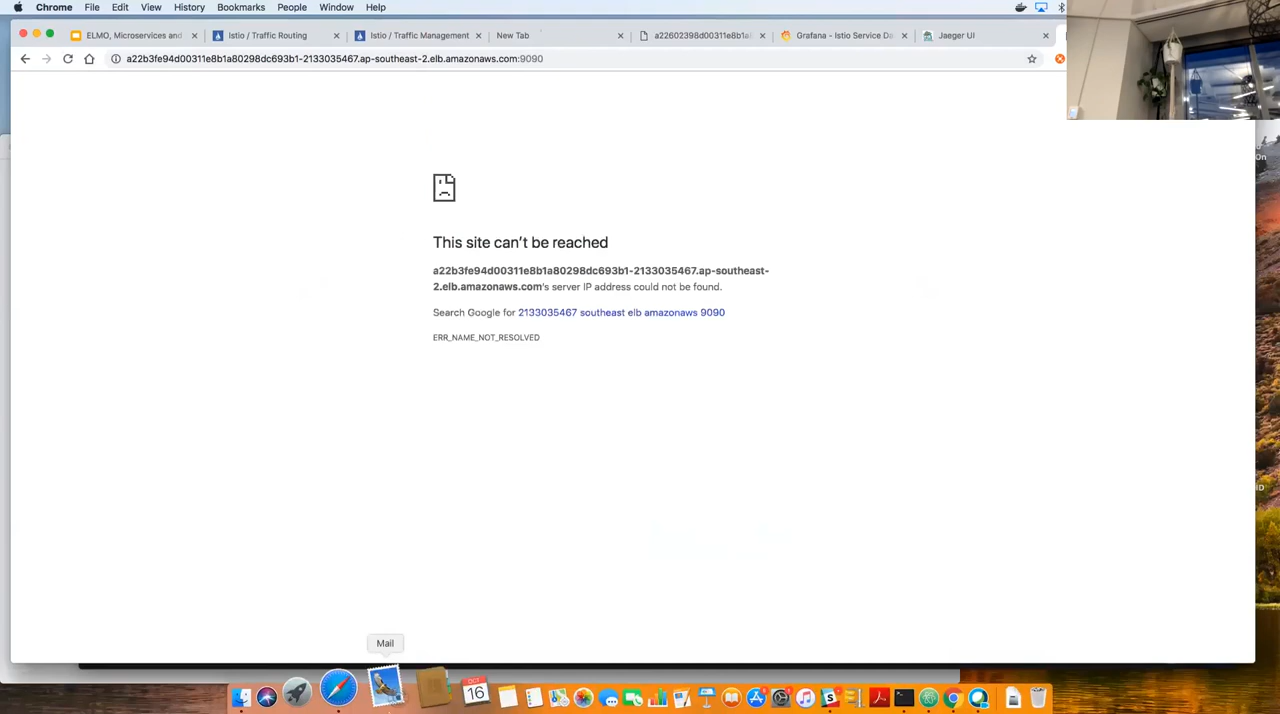 Chrome File Edit View History Bookmarks People Window Help
ELMO, Microservices and
Istio / Traffic Routing
Istio / Traffic Management
New Tab
a22602398d00311e8b1a8
Grafana - Istio Service Da
Jaeger UI
a22b3fe94d00311e8b1a80298dc693b1-2133035467.ap-southeast-2.elb.amazonaws.com:9090
This site can't be reached
a22b3fe94d00311e8b1a80298dc693b1-2133035467.ap-southeast-
2.elb.amazonaws.com's server IP address could not be found.
Search Google for 2133035467 southeast elb amazonaws 9090
ERR_NAME_NOT_RESOLVED
Mail
OCT
16